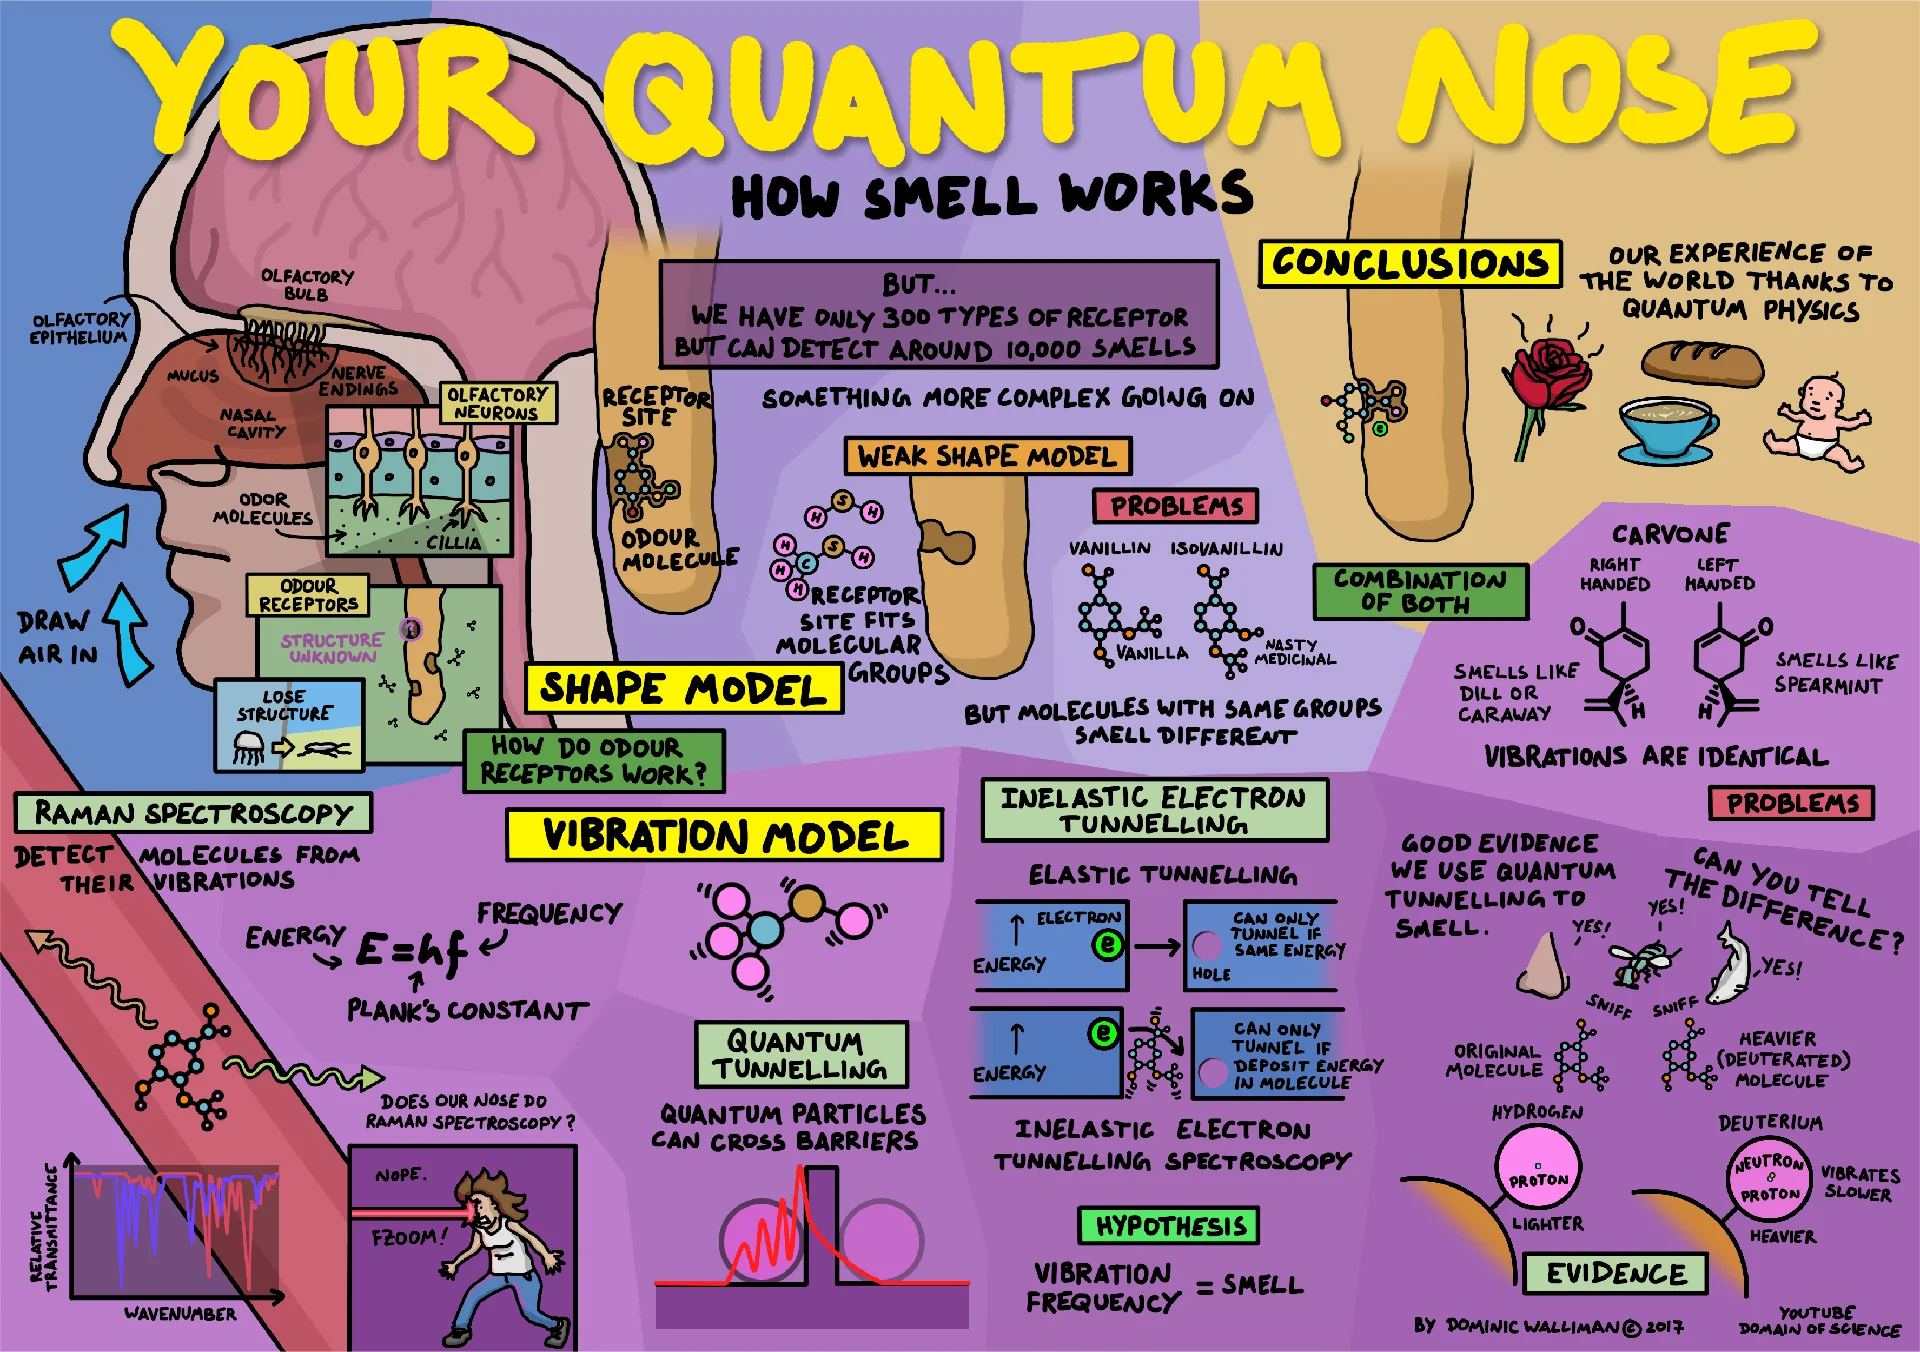 YOUR QUANTUM NOSE
HOW SMELL WORKS
OLFACTORY
BULB
OLFACTORY
EPITHELIUM
MUCUS
NERVE
ENDINGS
NASAL
CAVITY
OLFACTORY
NEURONS
ODOR
MOLECULES
CILLIA
DRAW
AIR IN
ODOUR
RECEPTORS
STRUCTURE
UNKNOWN
LOSE
STRUCTURE
HOW DO ODOUR
RECEPTORS WORK?
SHAPE MODEL
RECEPTOR
SITE
ODOUR
MOLECULE
BUT...
WE HAVE ONLY 300 TYPES OF RECEPTOR
BUT CAN DETECT AROUND 10,000 SMELLS
SOMETHING MORE COMPLEX GOING ON
WEAK SHAPE MODEL
H S H
H C S H
H
H
RECEPTOR
SITE FITS
MOLECULAR
GROUPS
PROBLEMS
VANILLIN
ISOVANILLIN
VANILLA
NASTY
MEDICINAL
BUT MOLECULES WITH SAME GROUPS
SMELL DIFFERENT
CONCLUSIONS
OUR EXPERIENCE OF
THE WORLD THANKS TO
QUANTUM PHYSICS
e
COMBINATION
OF BOTH
CARVONE
RIGHT
HANDED
LEFT
HANDED
O
H
O
H
SMELLS LIKE
DILL OR
CARAWAY
SMELLS LIKE
SPEARMINT
VIBRATIONS ARE IDENTICAL
PROBLEMS
RAMAN SPECTROSCOPY
DETECT MOLECULES FROM
THEIR VIBRATIONS
ENERGY
E=hf
FREQUENCY
PLANK'S CONSTANT
DOES OUR NOSE DO
RAMAN SPECTROSCOPY?
NOPE.
FZOOM!
RELATIVE
TRANSMITTANCE
WAVENUMBER
VIBRATION MODEL
QUANTUM
TUNNELLING
QUANTUM PARTICLES
CAN CROSS BARRIERS
INELASTIC ELECTRON
TUNNELLING
ELASTIC TUNNELLING
ELECTRON
e
ENERGY
CAN ONLY
TUNNEL IF
SAME ENERGY
HOLE
e
ENERGY
CAN ONLY
TUNNEL IF
DEPOSIT ENERGY
IN MOLECULE
INELASTIC ELECTRON
TUNNELLING SPECTROSCOPY
HYPOTHESIS
VIBRATION
FREQUENCY
= SMELL
GOOD EVIDENCE
WE USE QUANTUM
TUNNELLING TO
SMELL.
CAN YOU TELL
THE DIFFERENCE?
YES!
YES!
YES!
SNIFF
SNIFF
ORIGINAL
MOLECULE
HEAVIER
(DEUTERATED)
MOLECULE
HYDROGEN
PROTON
LIGHTER
DEUTERIUM
NEUTRON
PROTON
VIBRATES
SLOWER
HEAVIER
EVIDENCE
BY DOMINIC WALLIMAN © 2017
YOUTUBE
DOMAIN OF SCIENCE